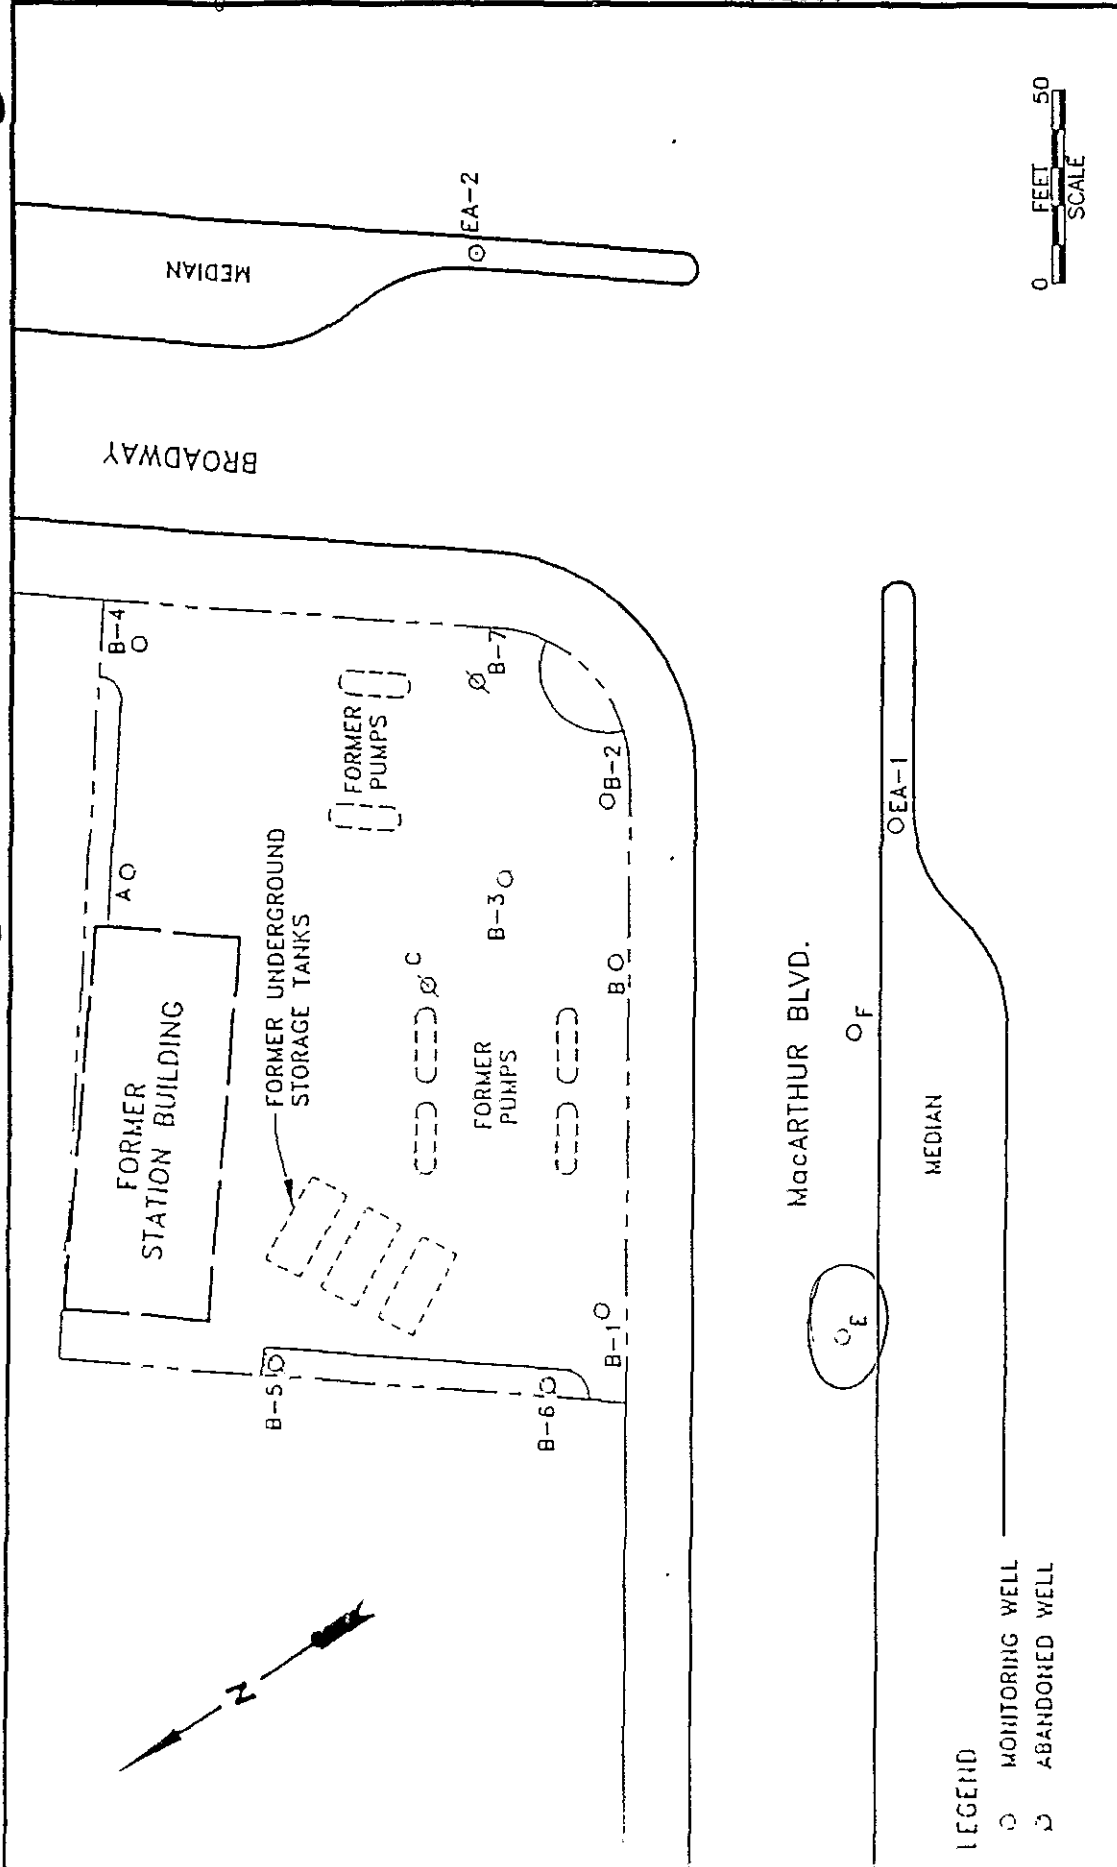 MEDIAN
EA-2
BROADWAY
0 FEET 50
SCALE
B-4
B-7
FORMER
PUMPS
B-2
A
FORMER UNDERGROUND
STORAGE TANKS
B-3
C
B
FORMER
STATION BUILDING
FORMER
PUMPS
EA-1
F
MacARTHUR BLVD.
MEDIAN
E
B-1
B-5
B-6
N
LEGEND
MONITORING WELL
ABANDONED WELL